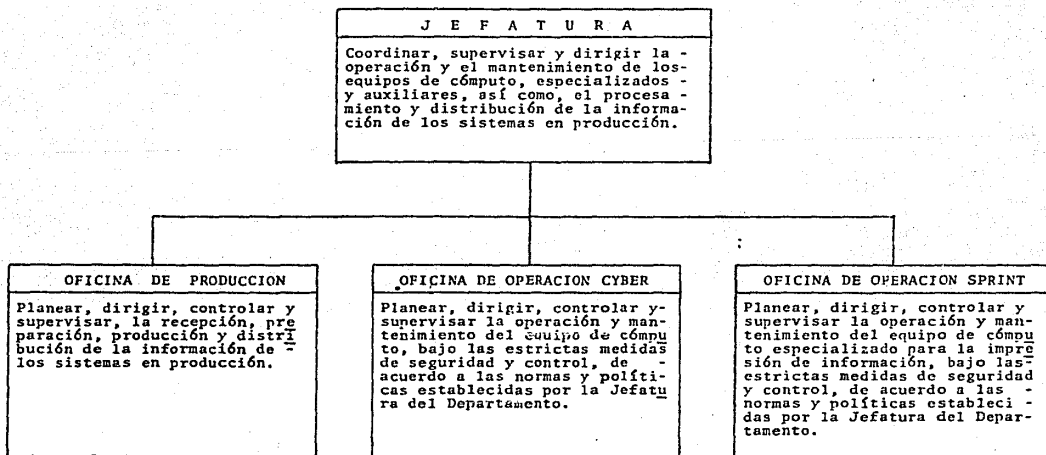 J E F A T U R A
Coordinar, supervisar y dirigir la -
operación y el mantenimiento de los-
equipos de cómputo, especializados -
y auxiliares, así como, el procesa -
miento y distribución de la informa-
ción de los sistemas en producción.
OFICINA DE PRODUCCION
Planear, dirigir, controlar y
supervisar, la recepción, pre
paración, producción y distri
bución de la información de -
los sistemas en producción.
OFICINA DE OPERACION CYBER
Planear, dirigir, controlar y-
supervisar la operación y man-
tenimiento del equipo de cómpu
to, bajo las estrictas medidas
de seguridad y control, de -
acuerdo a las normas y políti-
cas establecidas por la Jefatu
ra del Departamento.
OFICINA DE OPERACION SPRINT
Planear, dirigir, controlar y-
supervisar la operación y man-
tenimiento del equipo de cómpu
to especializado para la impre
sión de información, bajo las-
estrictas medidas de seguridad
y control, de acuerdo a las -
normas y políticas estableci -
das por la Jefatura del Depar-
tamento.